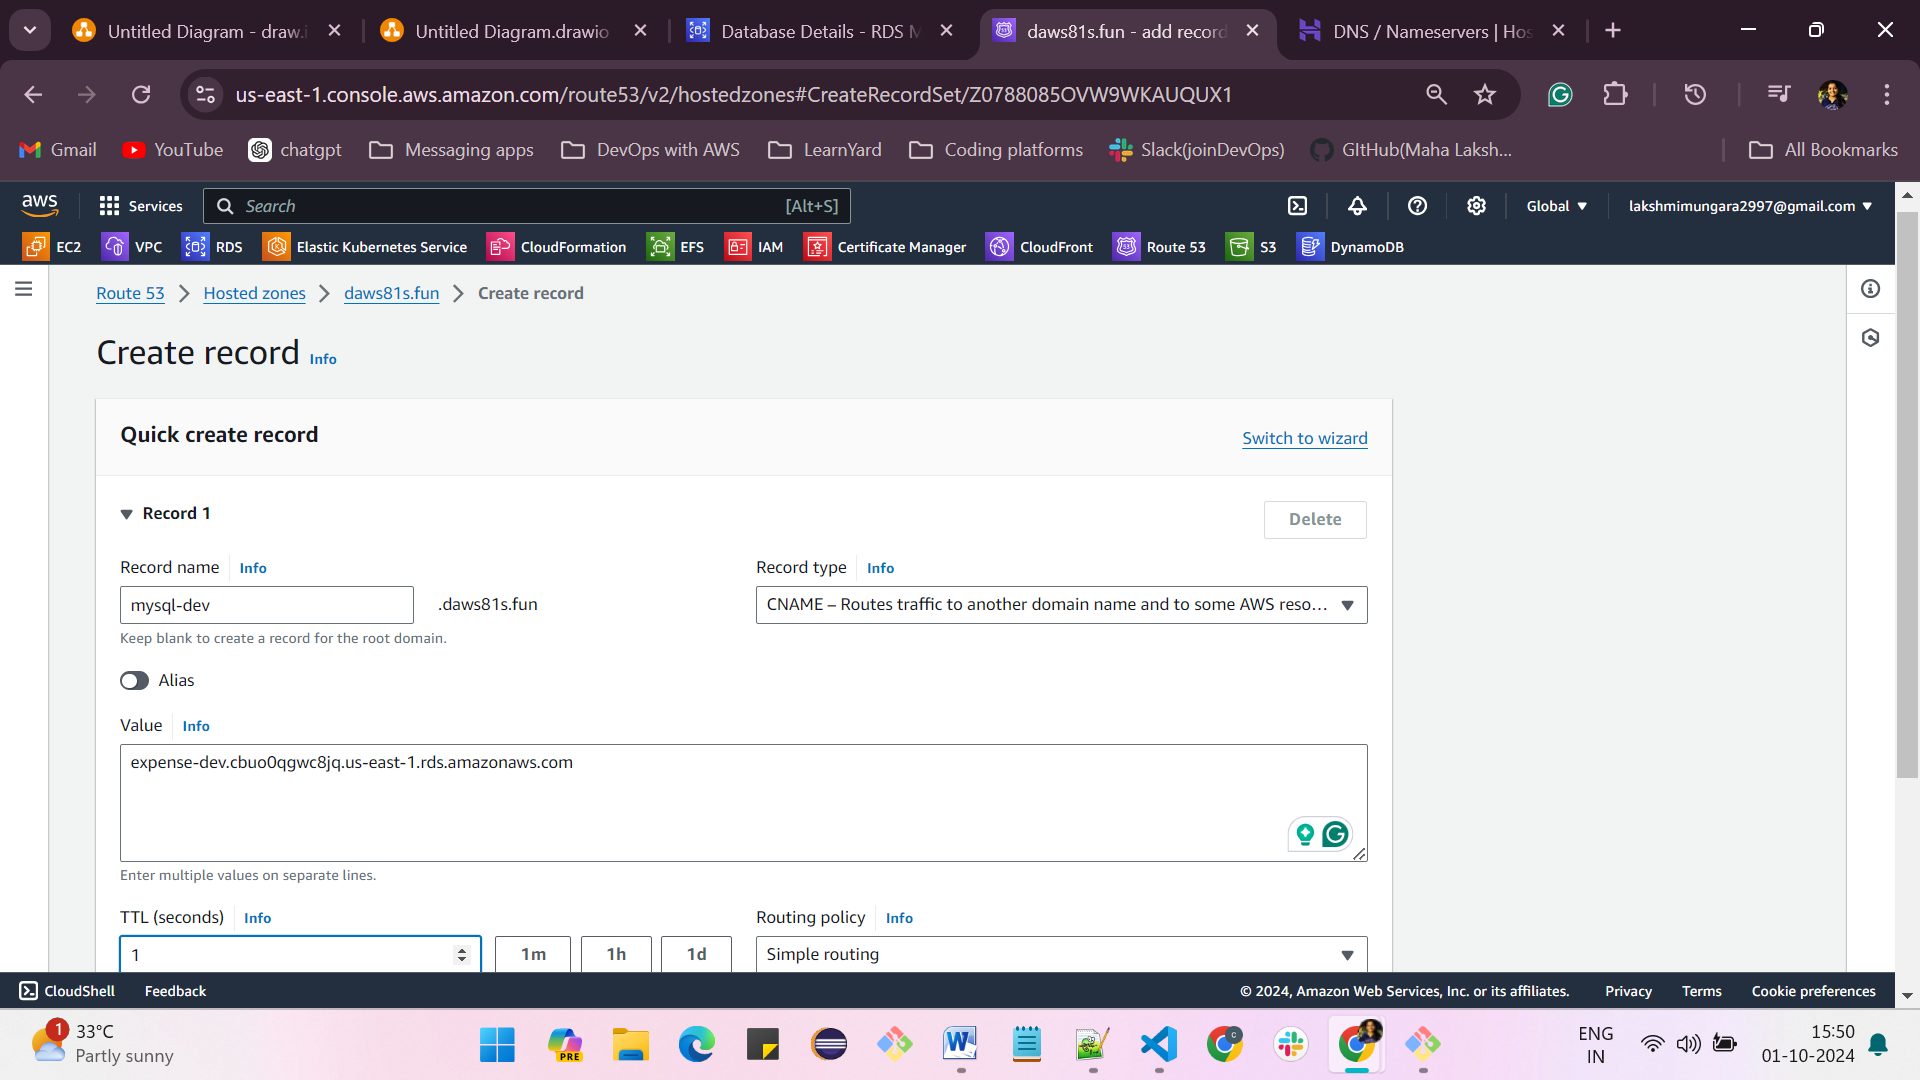 Untitled Diagram - draw.i
Untitled Diagram.drawio
Database Details - RDS M
daws81s.fun - add record
DNS / Nameservers | Hos
us-east-1.console.aws.amazon.com/route53/v2/hostedzones#CreateRecordSet/Z0788085OVW9WKAUQUX1
Gmail YouTube chatgpt Messaging apps DevOps with AWS LearnYard Coding platforms Slack(joinDevOps) GItHub(Maha Laksh... All Bookmarks
aws Services Search [Alt+S] Global lakshmimungara2997@gmail.com
EC2 VPC RDS Elastic Kubernetes Service CloudFormation EFS IAM Certificate Manager CloudFront Route 53 S3 DynamoDB
Route 53 Hosted zones daws81s.fun Create record
Create record Info
Quick create record Switch to wizard
Record 1 Delete
Record name Info Record type Info
mysql-dev .daws81s.fun CNAME – Routes traffic to another domain name and to some AWS reso...
Keep blank to create a record for the root domain.
Alias
Value Info
expense-dev.cbuo0qgwc8jq.us-east-1.rds.amazonaws.com
Enter multiple values on separate lines.
TTL (seconds) Info Routing policy Info
1 1m 1h 1d Simple routing
CloudShell Feedback © 2024, Amazon Web Services, Inc. or its affiliates. Privacy Terms Cookie preferences
1 33°C
Partly sunny
PRE
ENG
IN
15:50
01-10-2024